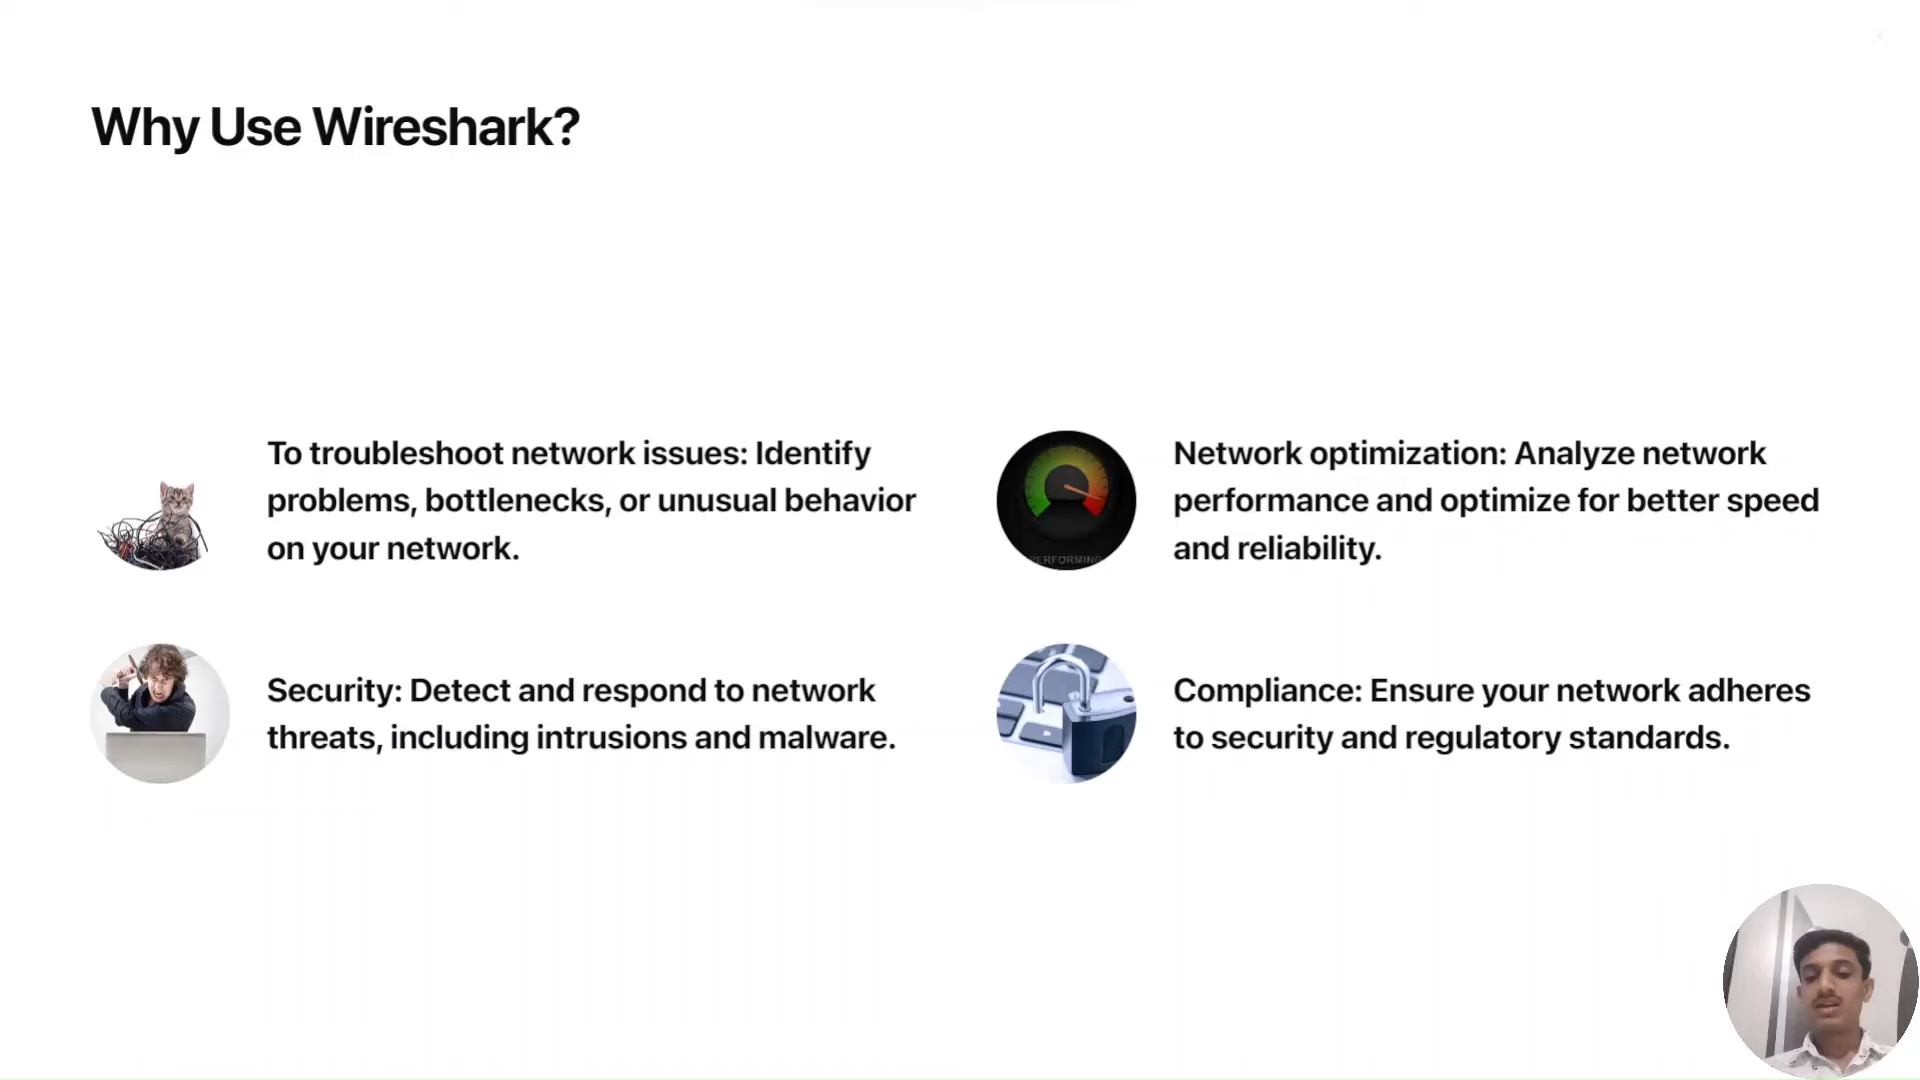 Why Use Wireshark?
To troubleshoot network issues: Identify
problems, bottlenecks, or unusual behavior
on your network.
Network optimization: Analyze network
performance and optimize for better speed
and reliability.
PERFORMING
Security: Detect and respond to network
threats, including intrusions and malware.
Compliance: Ensure your network adheres
to security and regulatory standards.